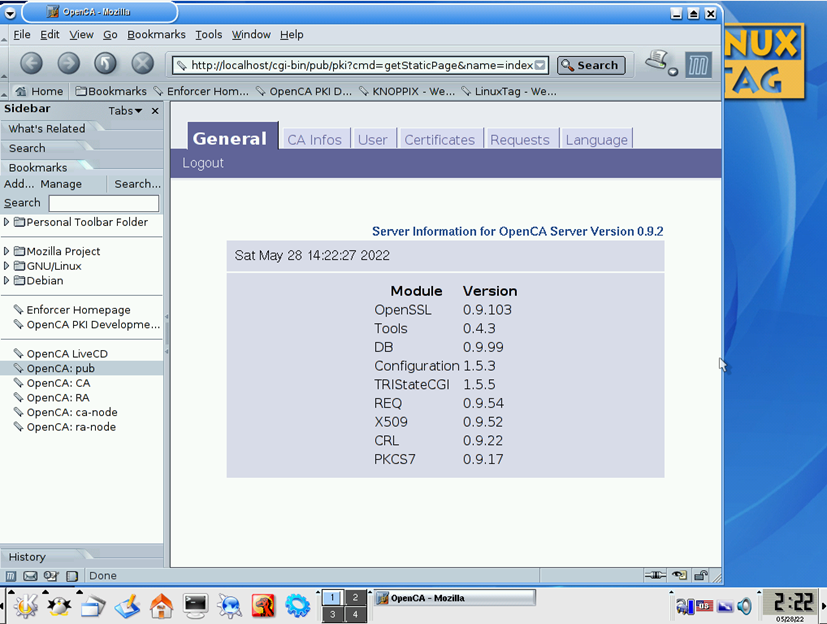 OpenCA - Mozilla
File Edit View Go Bookmarks Tools Window Help
http://localhost/cgi-bin/pub/pki?cmd=getStaticPage&name=index
Search
Home Bookmarks Enforcer Hom... OpenCA PKI D... KNOPPIX - We... LinuxTag - We...
NUX
TAG
Sidebar Tabs
What's Related
Search
Bookmarks
Add... Manage Search...
Search
Personal Toolbar Folder
Mozilla Project
GNU/Linux
Debian
Enforcer Homepage
OpenCA PKI Developme...
OpenCA LiveCD
OpenCA: pub
OpenCA: CA
OpenCA: RA
OpenCA: ca-node
OpenCA: ra-node
History
General CA Infos User Certificates Requests Language
Logout
Server Information for OpenCA Server Version 0.9.2
Sat May 28 14:22:27 2022
Module Version
OpenSSL 0.9.103
Tools 0.4.3
DB 0.9.99
Configuration 1.5.3
TRIStateCGI 1.5.5
REQ 0.9.54
X509 0.9.52
CRL 0.9.22
PKCS7 0.9.17
Done
1 2
3 4
OpenCA - Mozilla
2:22
05/28/22